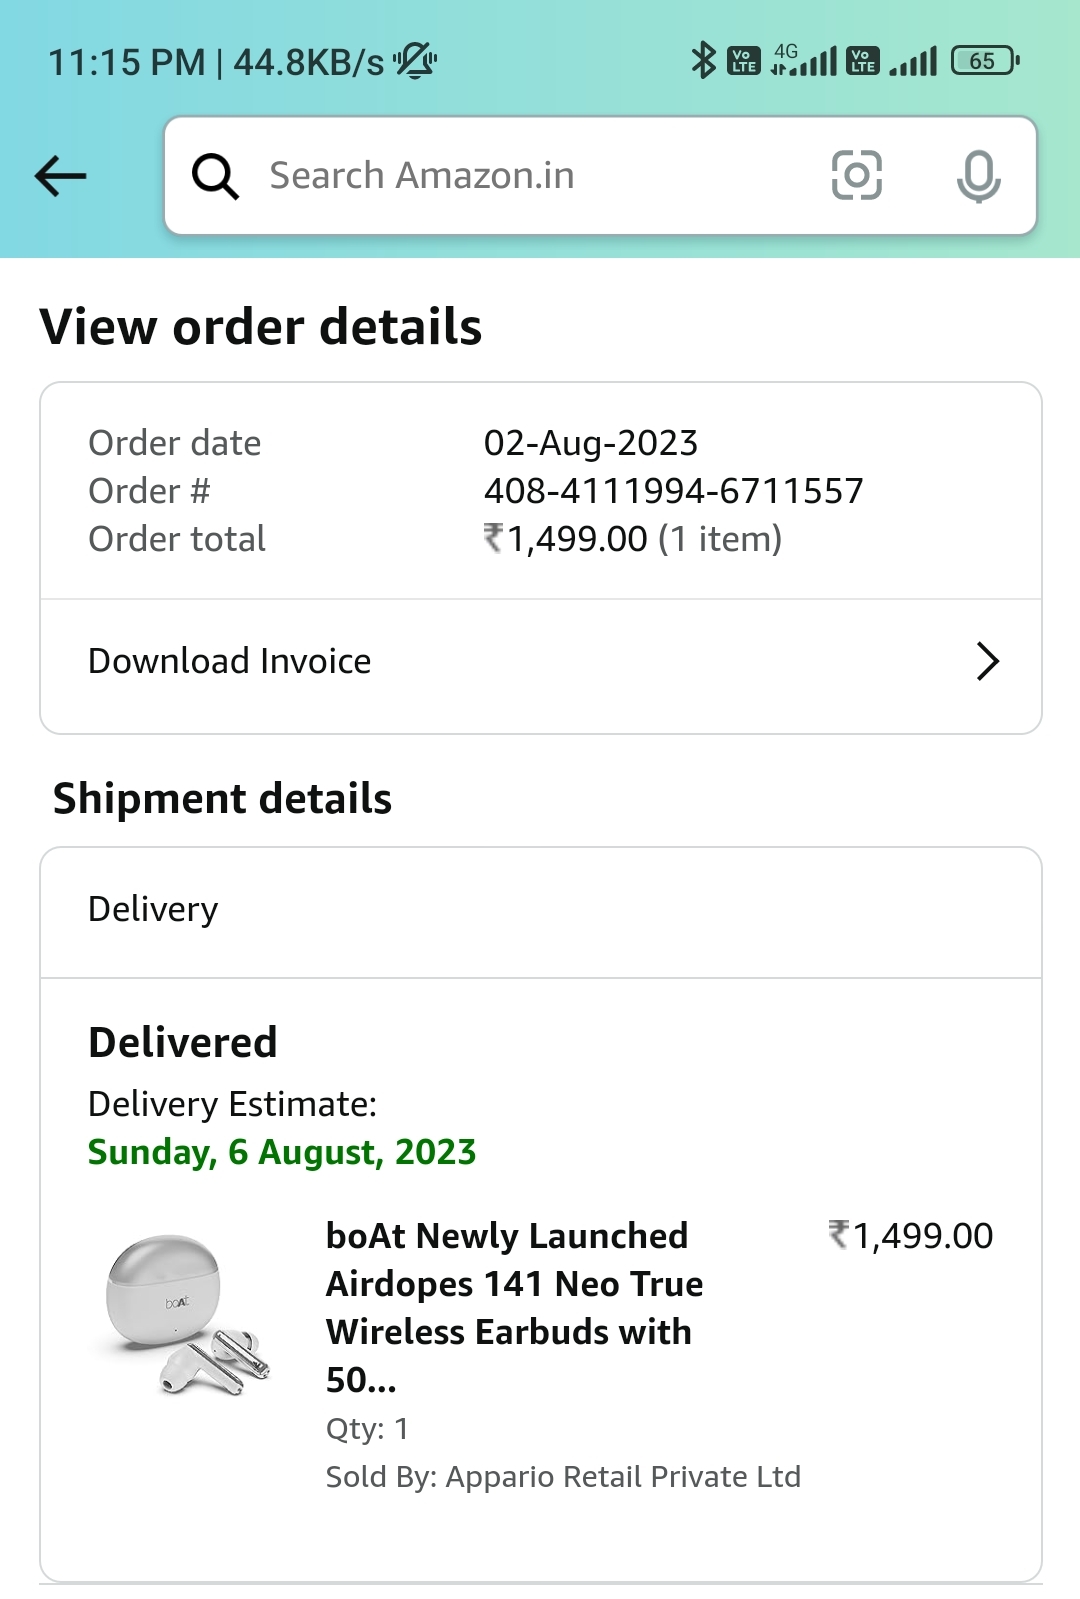 11:15 PM | 44.8KB/s
Vo LTE 4G Vo LTE 65
Search Amazon.in
View order details
Order date 02-Aug-2023
Order # 408-4111994-6711557
Order total ₹1,499.00 (1 item)
Download Invoice
Shipment details
Delivery
Delivered
Delivery Estimate:
Sunday, 6 August, 2023
boAt Newly Launched ₹1,499.00
Airdopes 141 Neo True
Wireless Earbuds with
50...
Qty: 1
Sold By: Appario Retail Private Ltd
boAt